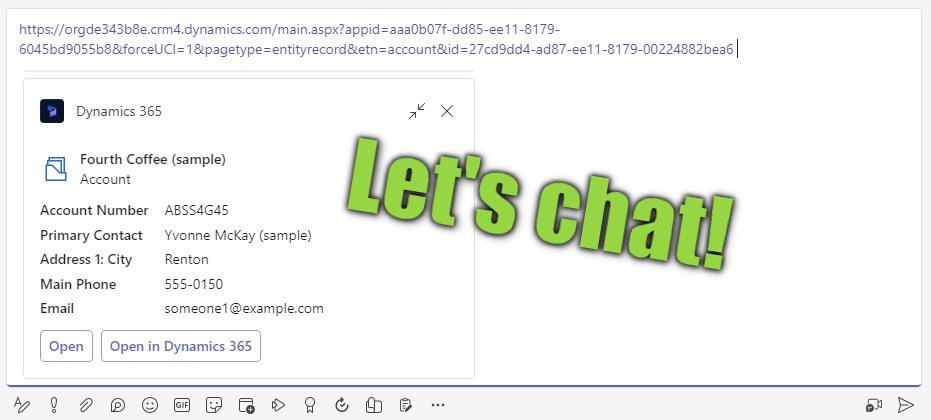 https://orgde343b8e.crm4.dynamics.com/main.aspx?appid=aaa0b07f-dd85-ee11-8179-
6045bd9055b8&forceUCI=1&pagetype=entityrecord&etn=account&id=27cd9dd4-ad87-ee11-8179-00224882bea6
Dynamics 365
Fourth Coffee (sample)
Account
Account Number ABSS4G45
Primary Contact Yvonne McKay (sample)
Address 1: City Renton
Main Phone 555-0150
Email someone1@example.com
Open Open in Dynamics 365
Let's chat!
GIF